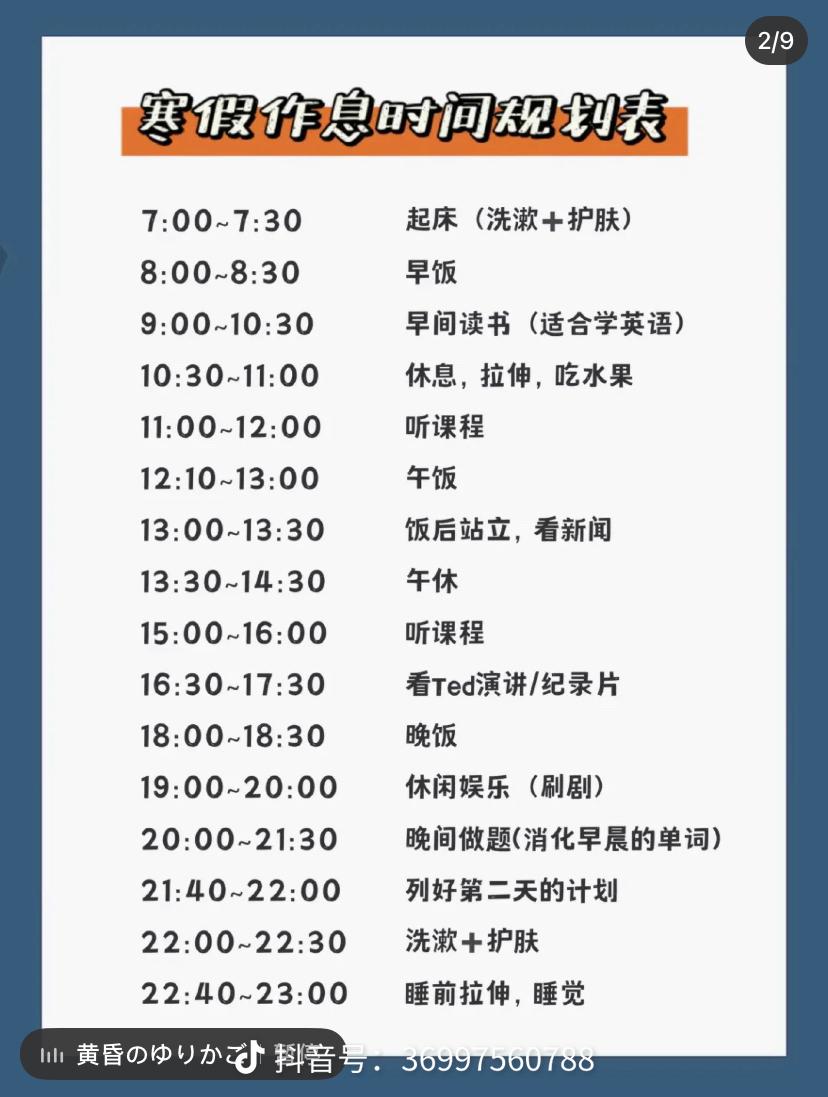 2/9
寒假作息时间规划表
7:00~7:30 起床（洗漱+护肤）
8:00~8:30 早饭
9:00~10:30 早间读书（适合学英语）
10:30~11:00 休息，拉伸，吃水果
11:00~12:00 听课程
12:10~13:00 午饭
13:00~13:30 饭后站立，看新闻
13:30~14:30 午休
15:00~16:00 听课程
16:30~17:30 看Ted演讲/纪录片
18:00~18:30 晚饭
19:00~20:00 休闲娱乐（刷剧）
20:00~21:30 晚间做题(消化早晨的单词)
21:40~22:00 列好第二天的计划
22:00~22:30 洗漱+护肤
22:40~23:00 睡前拉伸，睡觉
黄昏のゆりかご
抖音号：36997560788